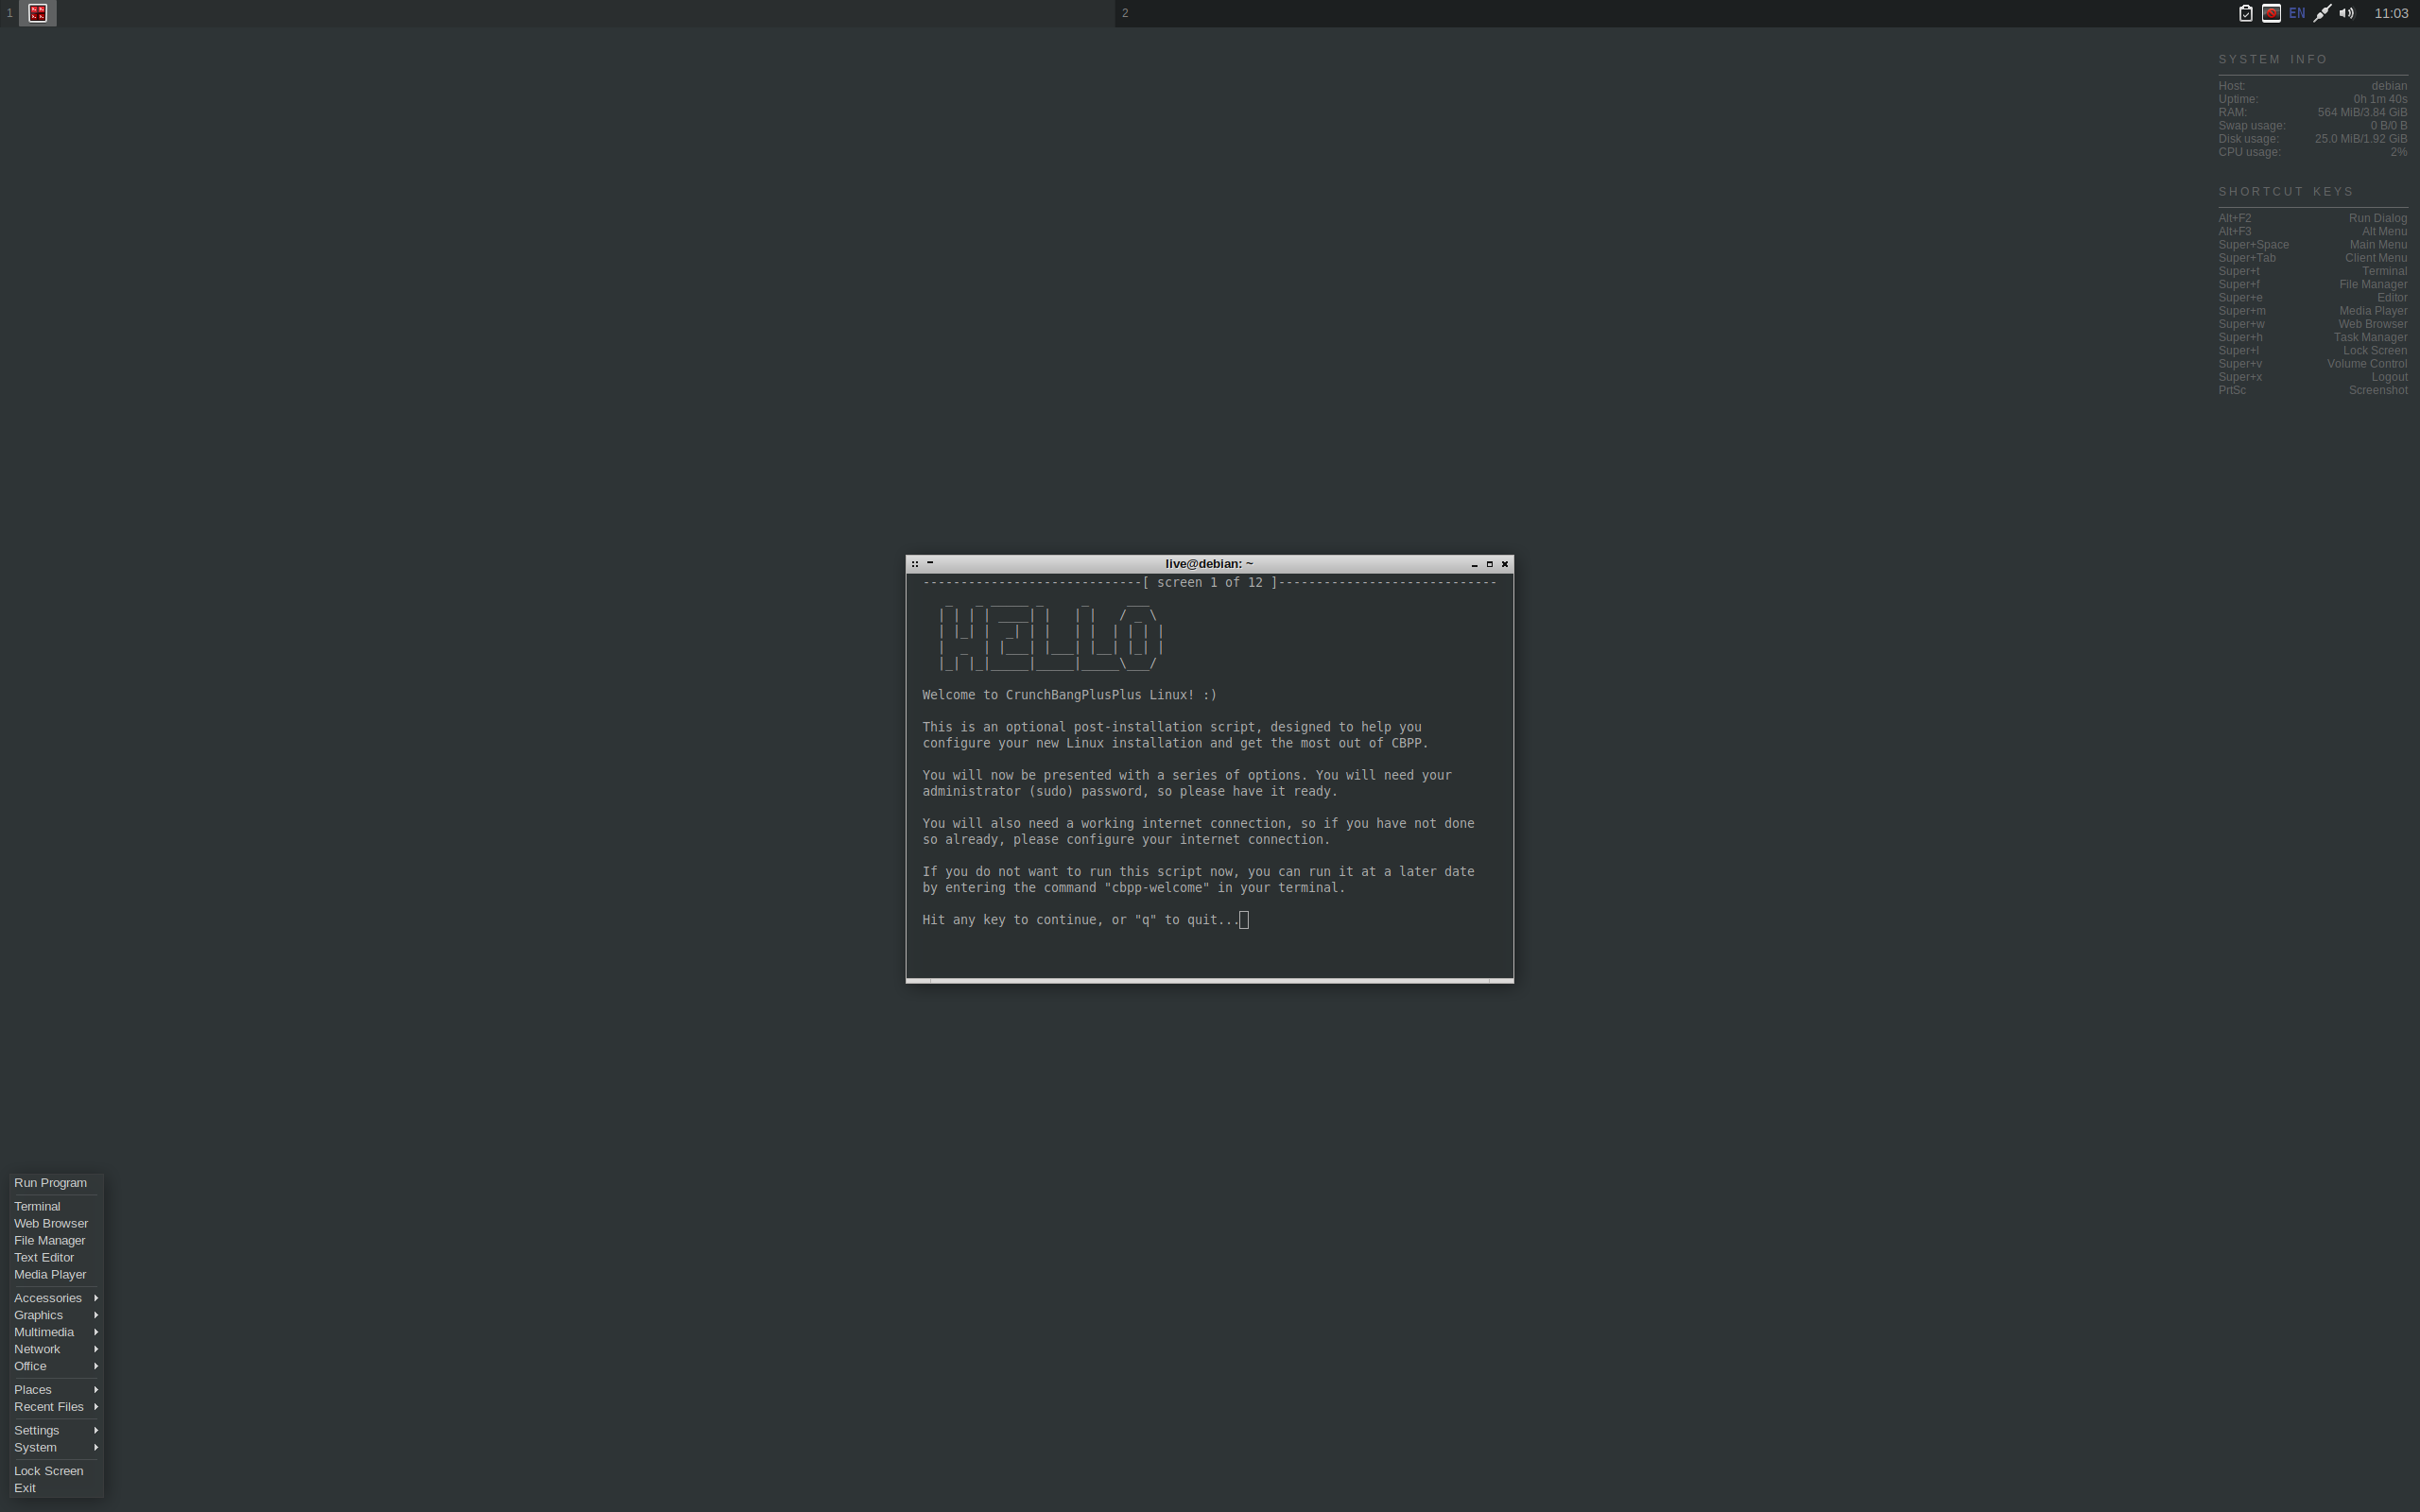 1
2
EN
11:03
SYSTEM INFO
Host: debian
Uptime: 0h 1m 40s
RAM: 564 MiB/3.84 GiB
Swap usage: 0 B/0 B
Disk usage: 25.0 MiB/1.92 GiB
CPU usage: 2%
SHORTCUT KEYS
Alt+F2 Run Dialog
Alt+F3 Alt Menu
Super+Space Main Menu
Super+Tab Client Menu
Super+t Terminal
Super+f File Manager
Super+e Editor
Super+m Media Player
Super+w Web Browser
Super+h Task Manager
Super+l Lock Screen
Super+v Volume Control
Super+x Logout
PrtSc Screenshot
live@debian: ~
-----------------------------[ screen 1 of 12 ]-----------------------------
HELLO
Welcome to CrunchBangPlusPlus Linux! :)
This is an optional post-installation script, designed to help you
configure your new Linux installation and get the most out of CBPP.
You will now be presented with a series of options. You will need your
administrator (sudo) password, so please have it ready.
You will also need a working internet connection, so if you have not done
so already, please configure your internet connection.
If you do not want to run this script now, you can run it at a later date
by entering the command "cbpp-welcome" in your terminal.
Hit any key to continue, or "q" to quit...
Run Program
Terminal
Web Browser
File Manager
Text Editor
Media Player
Accessories
Graphics
Multimedia
Network
Office
Places
Recent Files
Settings
System
Lock Screen
Exit